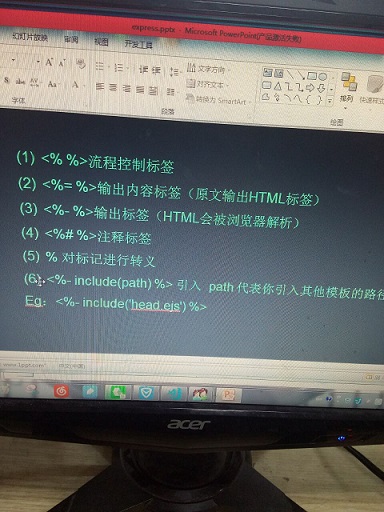 express.pptx - Microsoft PowerPoint(产品激活失败)
幻灯片放映 审阅 视图 开发工具
文字方向
对齐文本
转换为 SmartArt
排列 快速样式
字体 段落 绘图
(1) <% %>流程控制标签
(2) <%= %>输出内容标签（原文输出HTML标签）
(3) <%- %>输出标签（HTML会被浏览器解析）
(4) <%# %>注释标签
(5) % 对标记进行转义
(6) <%- include(path) %> 引入 path代表你引入其他模板的路径
Eg：<%- include('head.ejs') %>
acer